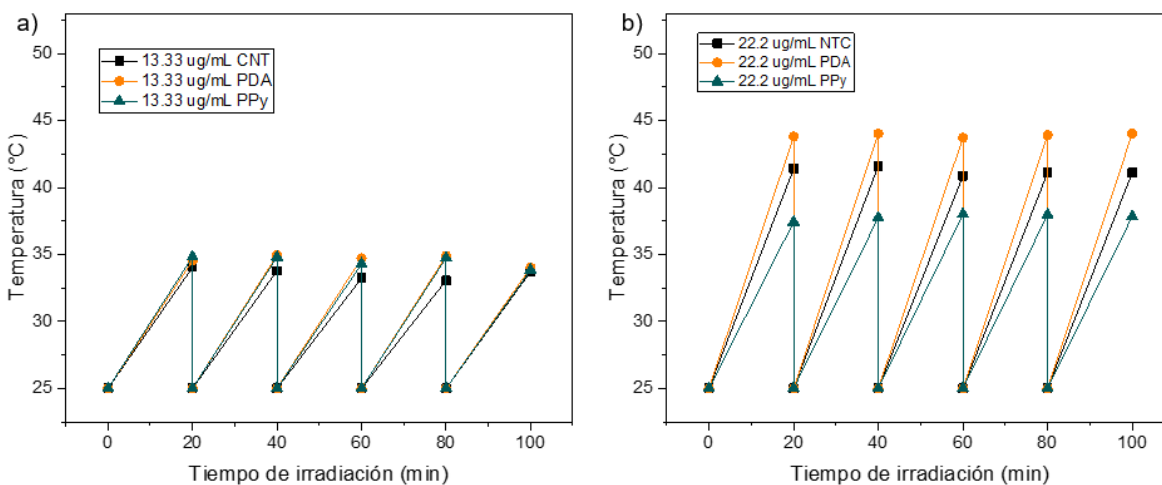 a)
13.33 ug/mL CNT
13.33 ug/mL PDA
13.33 ug/mL PPy
50
45
40
35
30
25
Temperatura (°C)
0 20 40 60 80 100
Tiempo de irradiación (min)
b)
22.2 ug/mL NTC
22.2 ug/mL PDA
22.2 ug/mL PPy
50
45
40
35
30
25
Temperatura (°C)
0 20 40 60 80 100
Tiempo de irradiación (min)